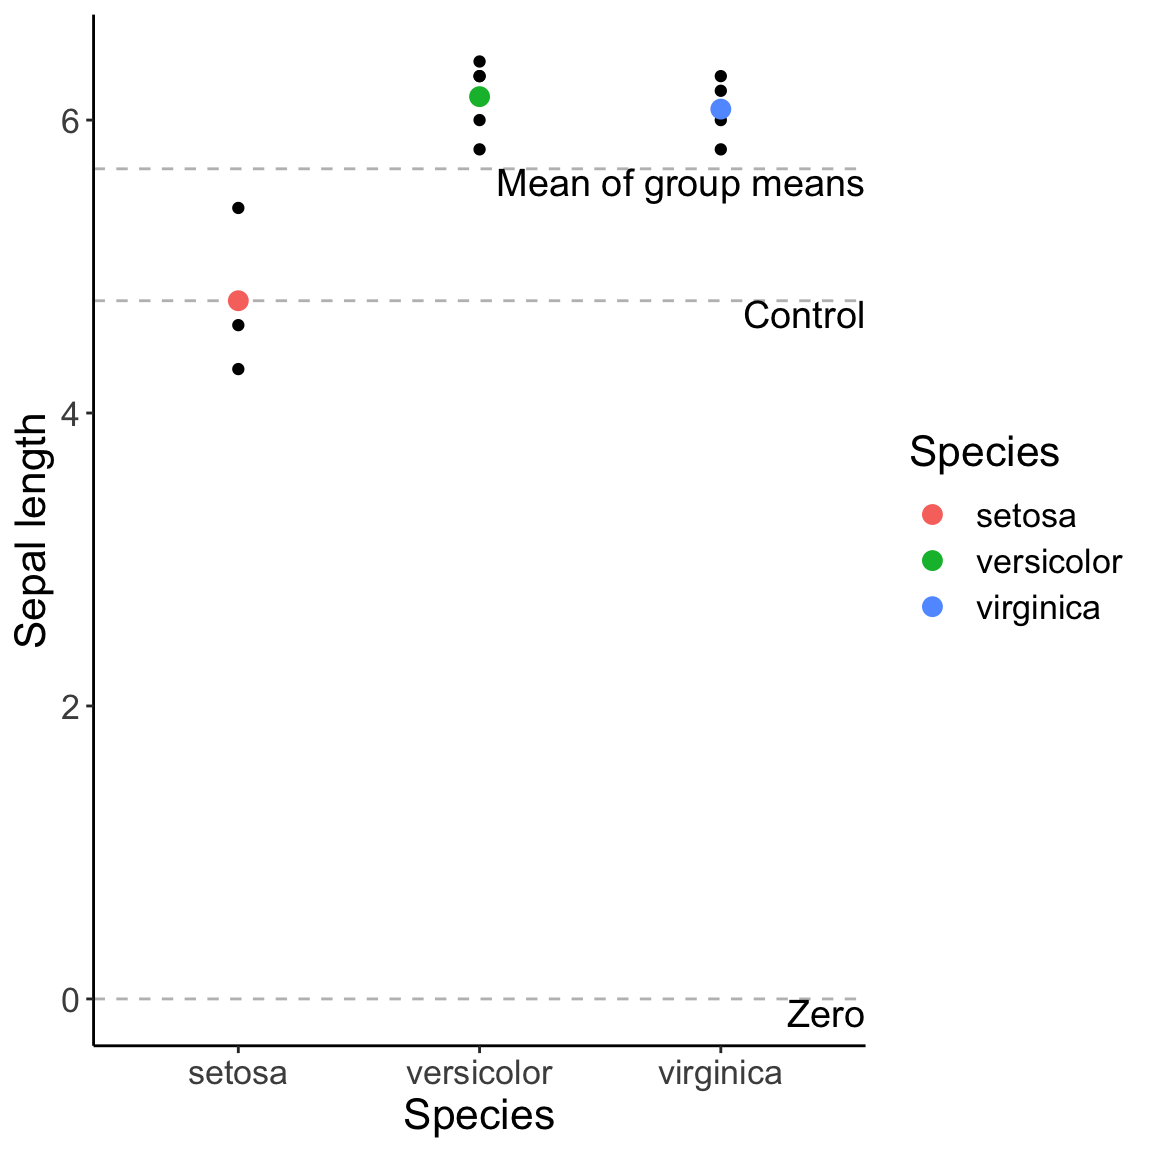 6
Mean of group means
Control
4
Sepal length
Species
setosa
versicolor
virginica
2
0
Zero
setosa versicolor virginica
Species